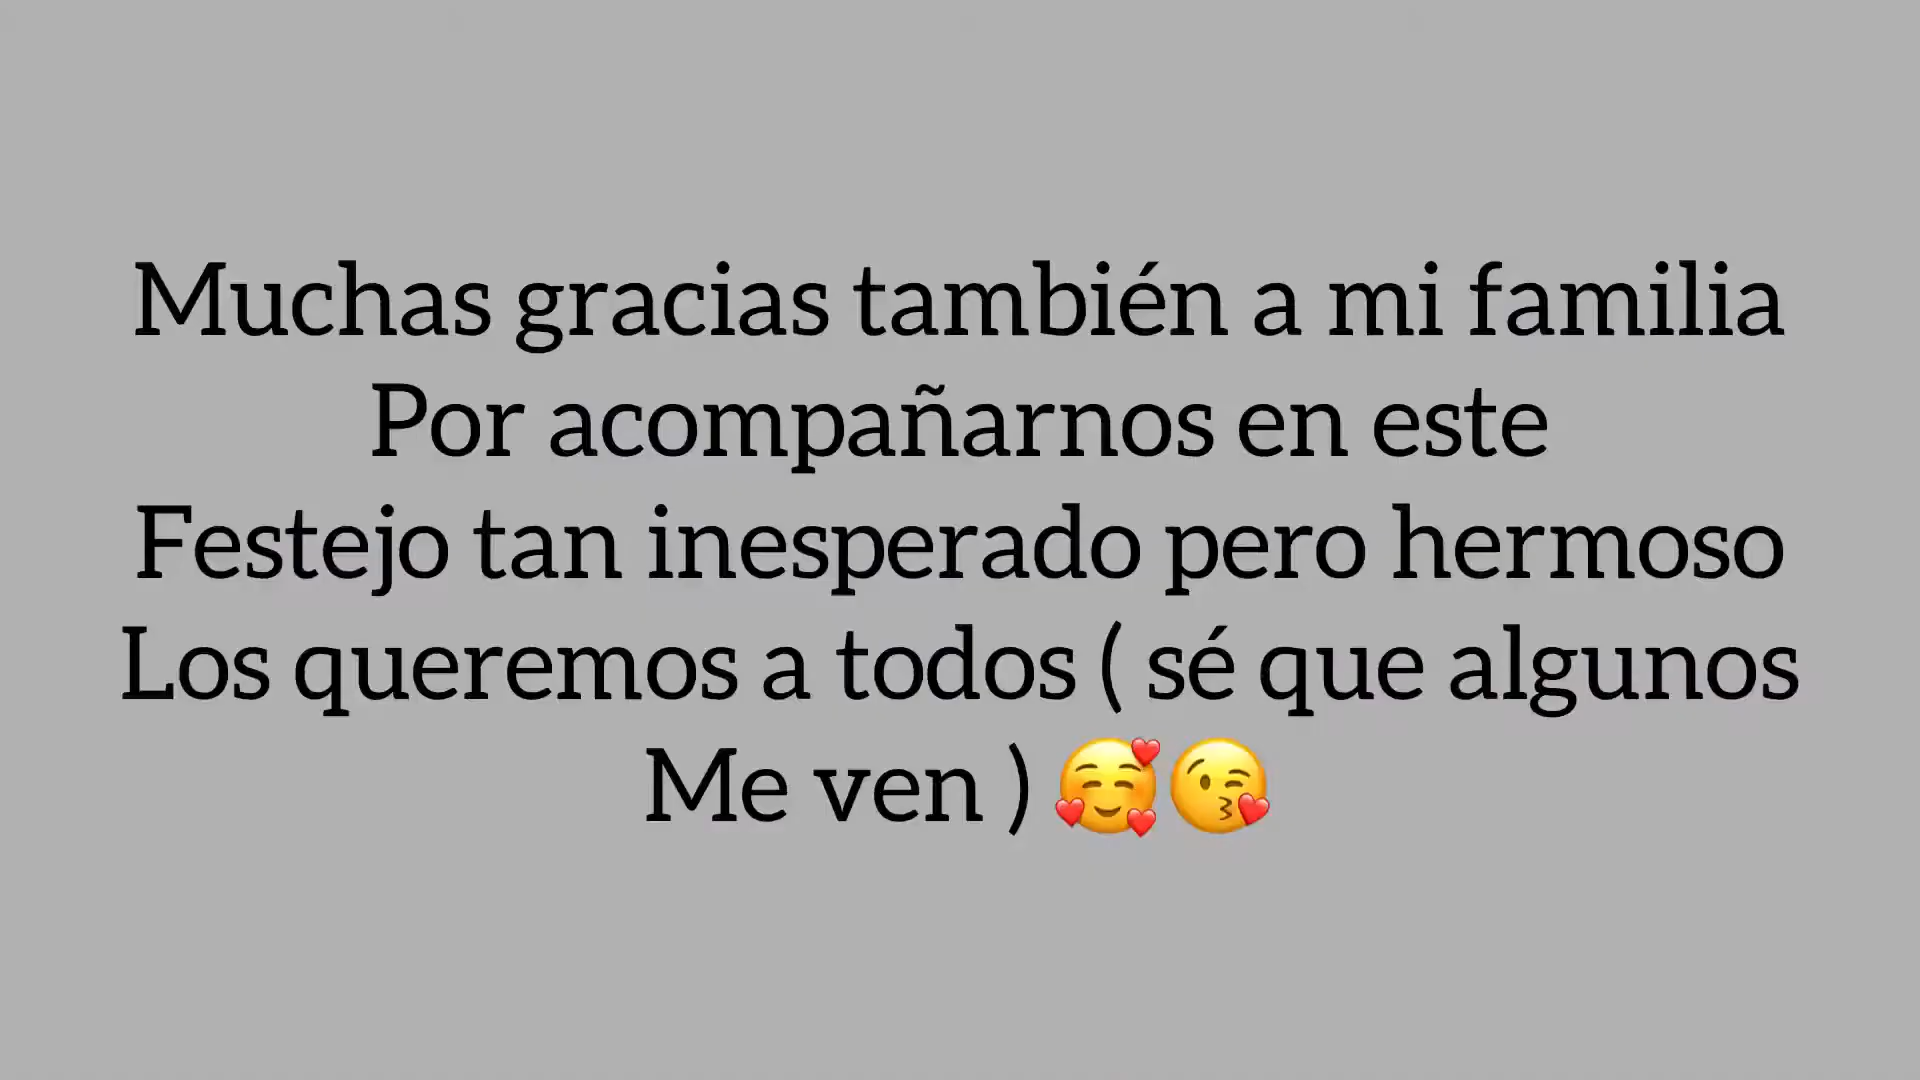 Muchas gracias también a mi familia
Por acompañarnos en este
Festejo tan inesperado pero hermoso
Los queremos a todos ( sé que algunos
Me ven ) 🥰😘